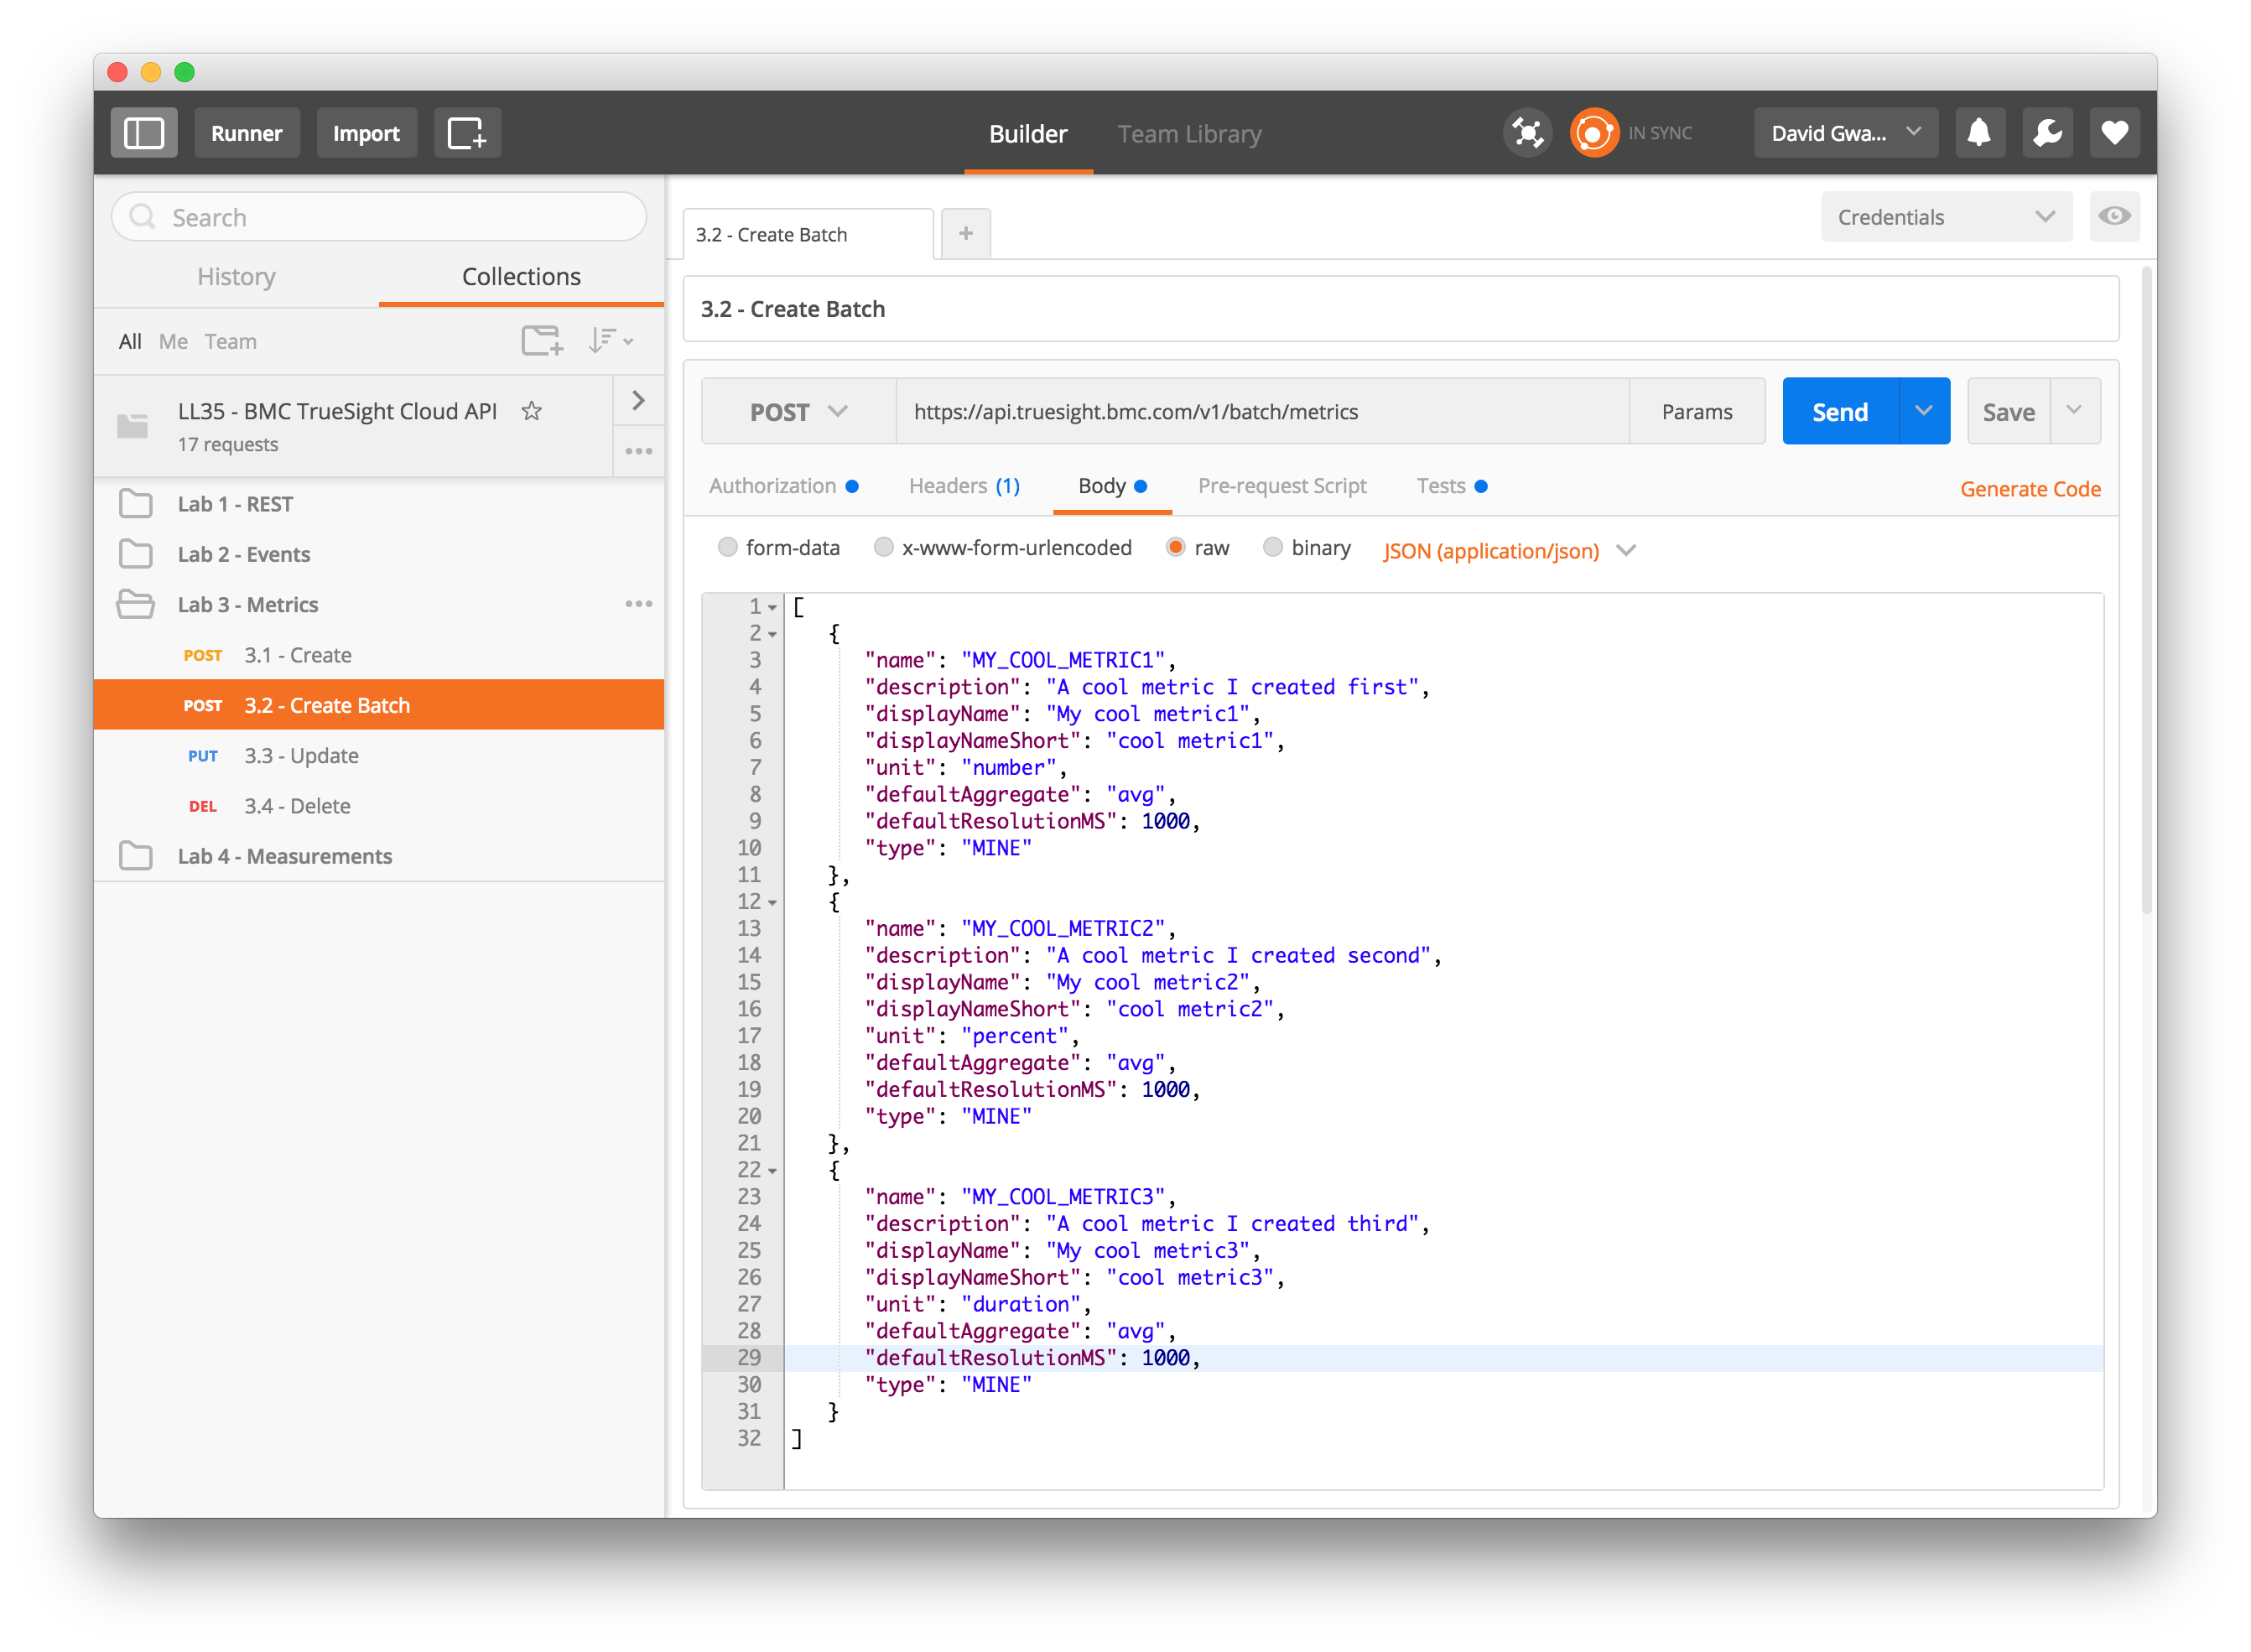 Runner
Import
Builder
Team Library
IN SYNC
David Gwa...
Search
History
Collections
All Me Team
LL35 - BMC TrueSight Cloud API
17 requests
Lab 1 - REST
Lab 2 - Events
Lab 3 - Metrics
POST 3.1 - Create
POST 3.2 - Create Batch
PUT 3.3 - Update
DEL 3.4 - Delete
Lab 4 - Measurements
3.2 - Create Batch
+
Credentials
3.2 - Create Batch
POST https://api.truesight.bmc.com/v1/batch/metrics Params Send Save
Authorization Headers (1) Body Pre-request Script Tests Generate Code
form-data x-www-form-urlencoded raw binary JSON (application/json)
1 [
2 {
3 "name": "MY_COOL_METRIC1",
4 "description": "A cool metric I created first",
5 "displayName": "My cool metric1",
6 "displayNameShort": "cool metric1",
7 "unit": "number",
8 "defaultAggregate": "avg",
9 "defaultResolutionMS": 1000,
10 "type": "MINE"
11 },
12 {
13 "name": "MY_COOL_METRIC2",
14 "description": "A cool metric I created second",
15 "displayName": "My cool metric2",
16 "displayNameShort": "cool metric2",
17 "unit": "percent",
18 "defaultAggregate": "avg",
19 "defaultResolutionMS": 1000,
20 "type": "MINE"
21 },
22 {
23 "name": "MY_COOL_METRIC3",
24 "description": "A cool metric I created third",
25 "displayName": "My cool metric3",
26 "displayNameShort": "cool metric3",
27 "unit": "duration",
28 "defaultAggregate": "avg",
29 "defaultResolutionMS": 1000,
30 "type": "MINE"
31 }
32 ]